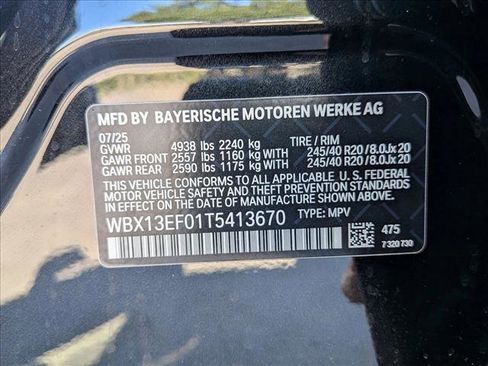 MFD BY BAYERISCHE MOTOREN WERKE AG
07/25
GVWR 4938 lbs 2240 kg TIRE / RIM
GAWR FRONT 2557 lbs 1160 kg WITH 245/40 R20 / 8.0Jx20
GAWR REAR 2590 lbs 1175 kg WITH 245/40 R20 / 8.0Jx20
THIS VEHICLE CONFORMS TO ALL APPLICABLE U.S. FEDERAL
MOTOR VEHICLE SAFETY, BUMPER, AND THEFT PREVENTION
STANDARDS IN EFFECT ON THE DATE OF MANUFACTURE SHOWN ABOVE.
WBX13EF01T5413670 TYPE: MPV
475
7 320 730